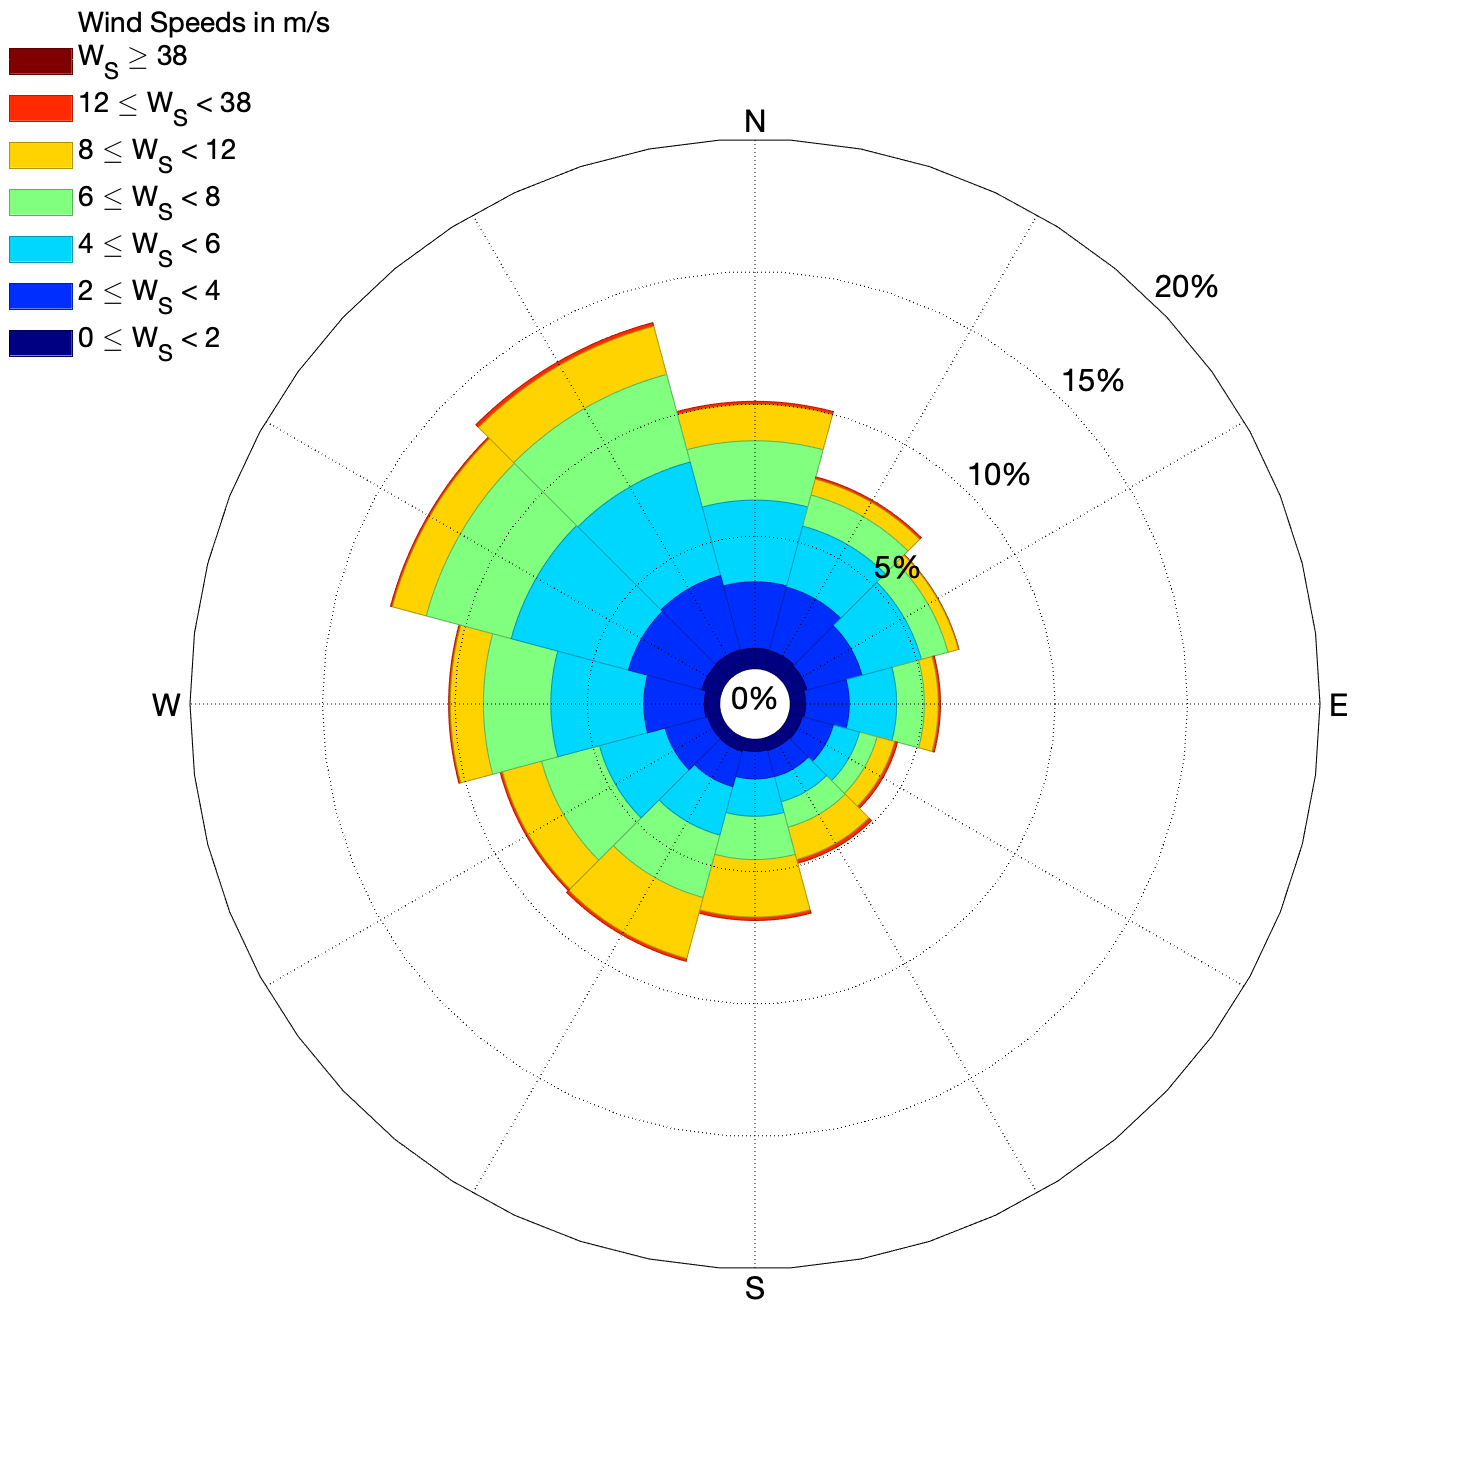 Wind Speeds in m/s
W_S ≥ 38
12 ≤ W_S < 38
8 ≤ W_S < 12
6 ≤ W_S < 8
4 ≤ W_S < 6
2 ≤ W_S < 4
0 ≤ W_S < 2
N
20%
15%
10%
5%
0%
W
E
S